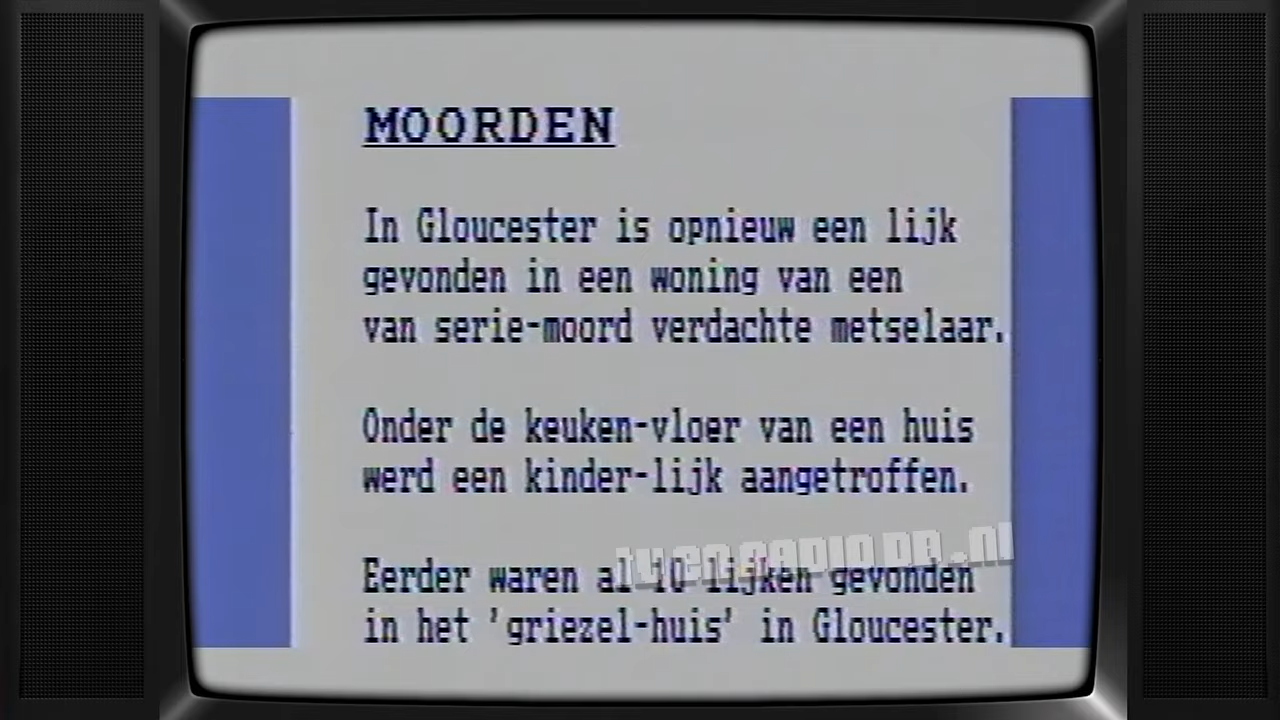 MOORDEN
In Gloucester is opnieuw een lijk
gevonden in een woning van een
van serie-moord verdachte metselaar.
Onder de keuken-vloer van een huis
werd een kinder-lijk aangetroffen.
tvenradiodb.nl
Eerder waren al 10 lijken gevonden
in het 'griezel-huis' in Gloucester.